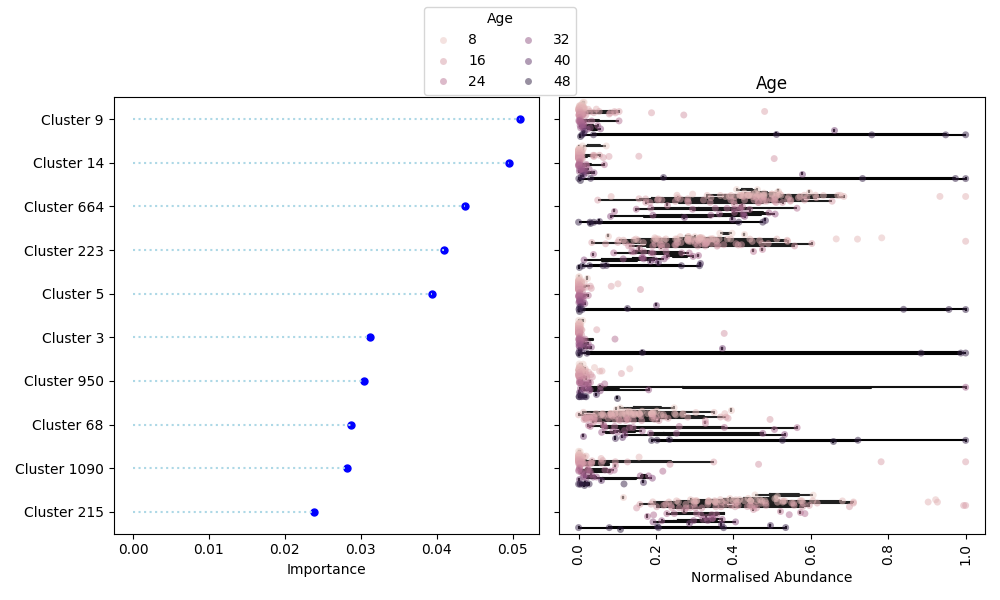 Age
8 32
16 40
24 48
Age
Cluster 9
Cluster 14
Cluster 664
Cluster 223
Cluster 5
Cluster 3
Cluster 950
Cluster 68
Cluster 1090
Cluster 215
0.00 0.01 0.02 0.03 0.04 0.05
Importance
0.0 0.2 0.4 0.6 0.8 1.0
Normalised Abundance